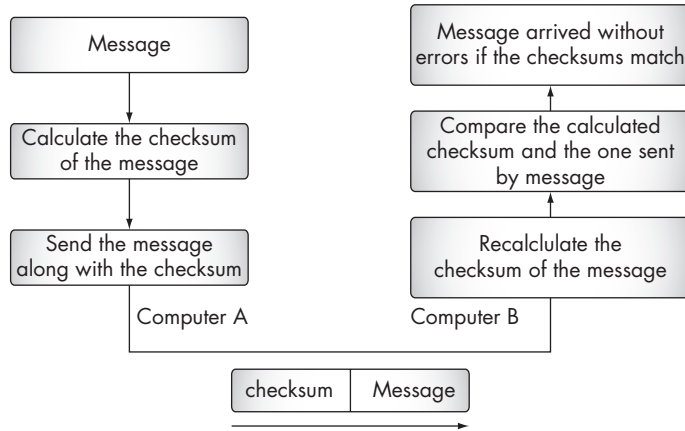 Message
Calculate the checksum
of the message
Send the message
along with the checksum
Computer A
Message arrived without
errors if the checksums match
Compare the calculated
checksum and the one sent
by message
Recalclulate the
checksum of the message
Computer B
checksum Message